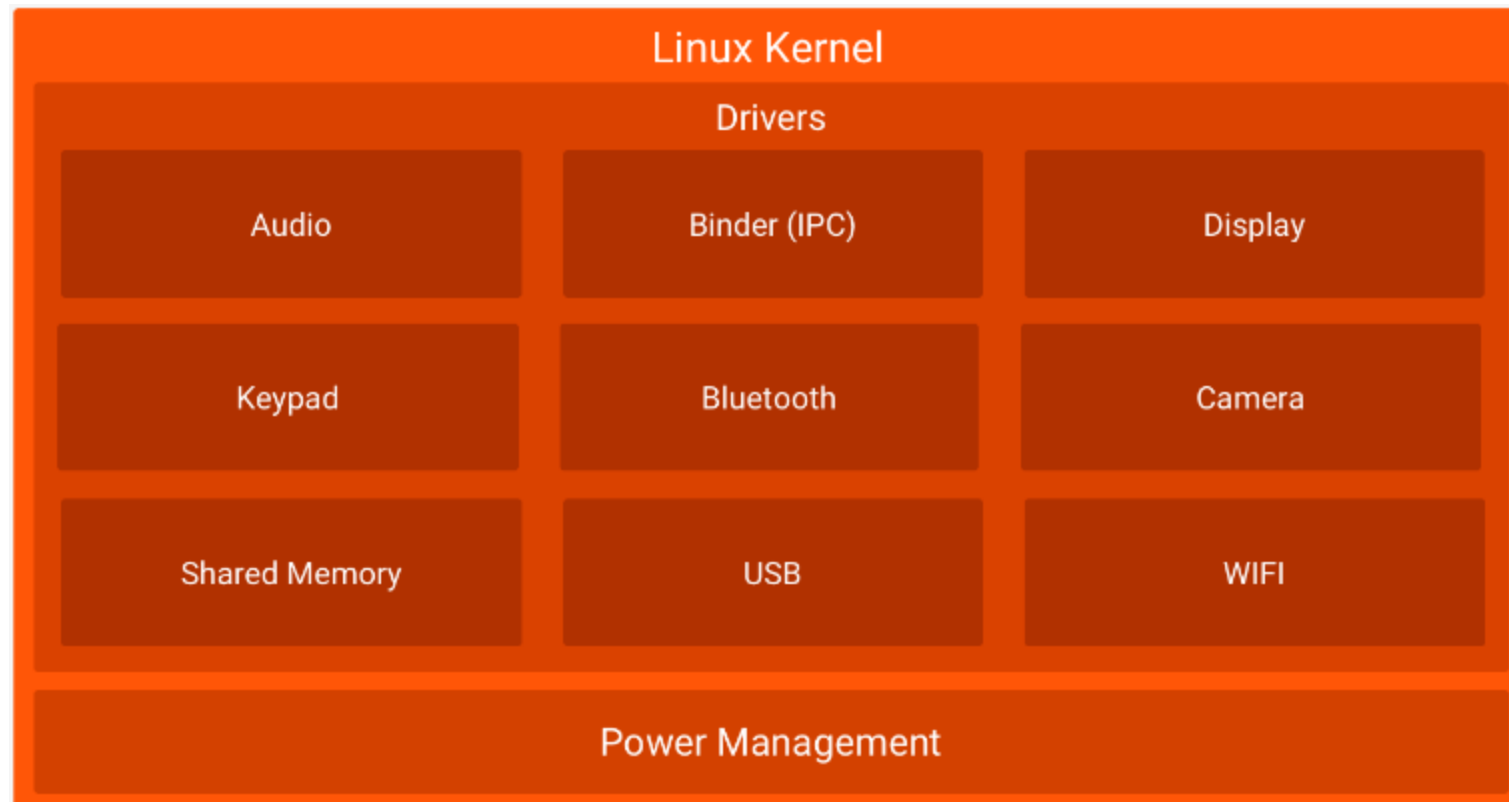 Linux Kernel
Drivers
Audio
Binder (IPC)
Display
Keypad
Bluetooth
Camera
Shared Memory
USB
WIFI
Power Management